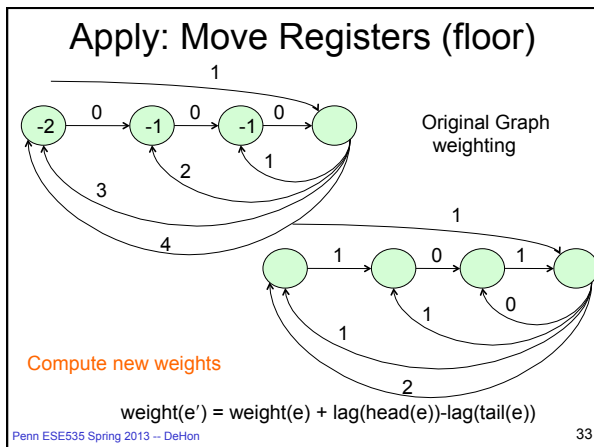 Apply: Move Registers (floor)
1
-2 0 -1 0 -1 0
Original Graph
weighting
1
2
3
4
1
1 0 1
0
1
1
2
Compute new weights
weight(e′) = weight(e) + lag(head(e))-lag(tail(e))
Penn ESE535 Spring 2013 -- DeHon
33